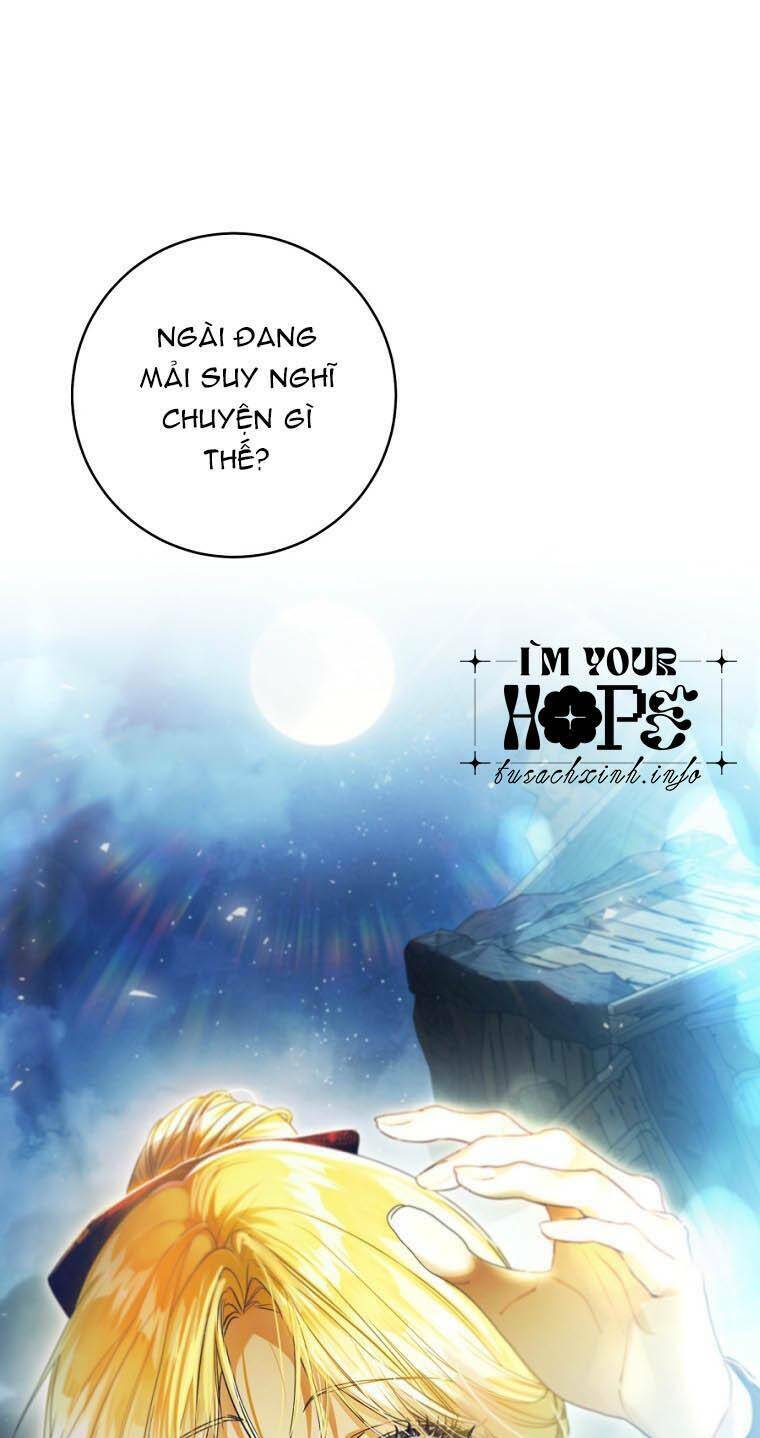 NGÀI ĐANG
MẢI SUY NGHĨ
CHUYỆN GÌ
THẾ?
I'M YOUR
HOPE
tusachxinh.info